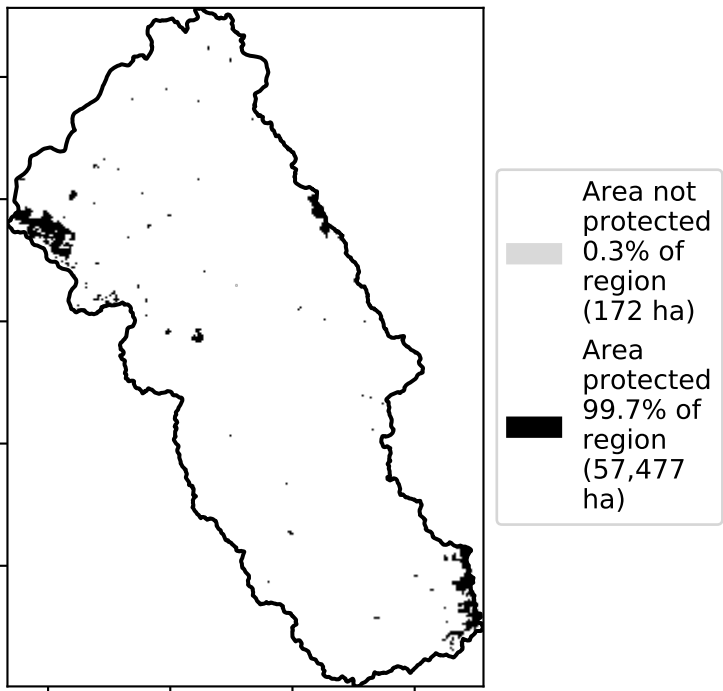 Area not
protected
0.3% of
region
(172 ha)
Area
protected
99.7% of
region
(57,477
ha)